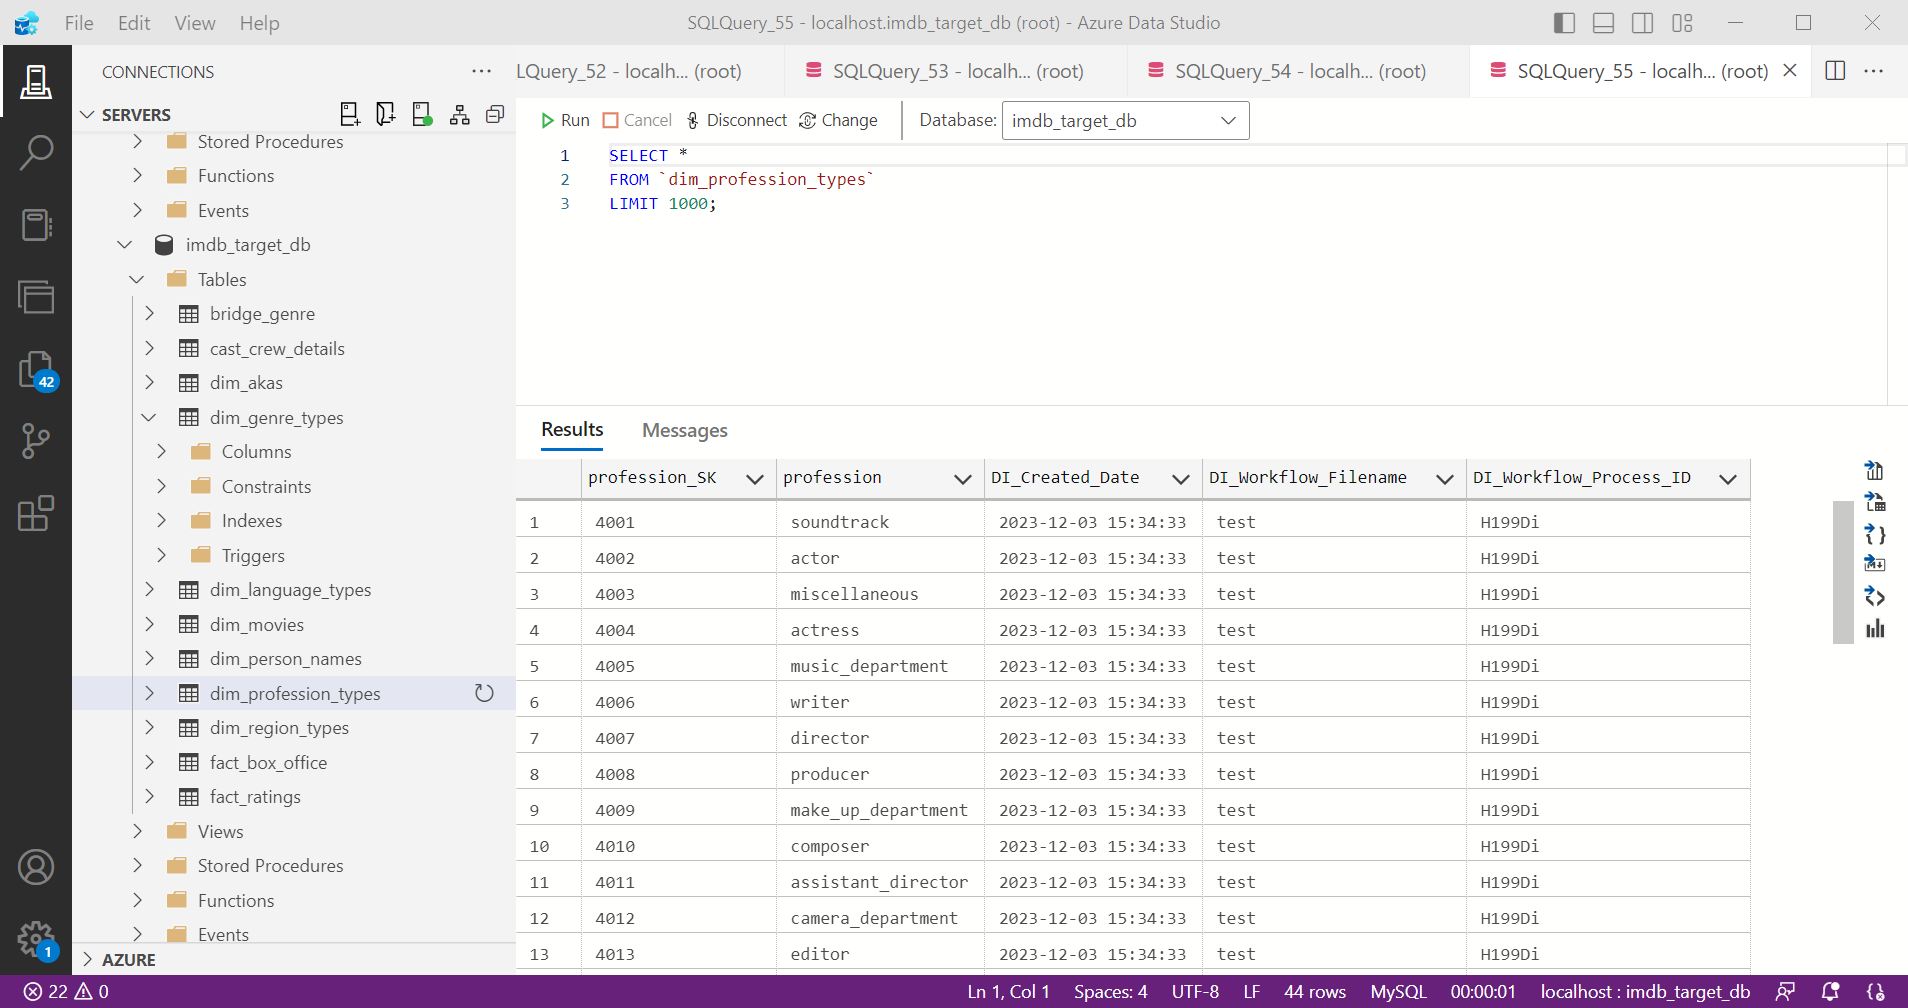 File Edit View Help
SQLQuery_55 - localhost.imdb_target_db (root) - Azure Data Studio
CONNECTIONS
SERVERS
Stored Procedures
Functions
Events
imdb_target_db
Tables
bridge_genre
cast_crew_details
dim_akas
dim_genre_types
Columns
Constraints
Indexes
Triggers
dim_language_types
dim_movies
dim_person_names
dim_profession_types
dim_region_types
fact_box_office
fact_ratings
Views
Stored Procedures
Functions
Events
AZURE
42
1
LQuery_52 - localh... (root) SQLQuery_53 - localh... (root) SQLQuery_54 - localh... (root) SQLQuery_55 - localh... (root)
Run Cancel Disconnect Change Database: imdb_target_db
1 SELECT *
2 FROM `dim_profession_types`
3 LIMIT 1000;
Results Messages
profession_SK profession DI_Created_Date DI_Workflow_Filename DI_Workflow_Process_ID
1 4001 soundtrack 2023-12-03 15:34:33 test H199Di
2 4002 actor 2023-12-03 15:34:33 test H199Di
3 4003 miscellaneous 2023-12-03 15:34:33 test H199Di
4 4004 actress 2023-12-03 15:34:33 test H199Di
5 4005 music_department 2023-12-03 15:34:33 test H199Di
6 4006 writer 2023-12-03 15:34:33 test H199Di
7 4007 director 2023-12-03 15:34:33 test H199Di
8 4008 producer 2023-12-03 15:34:33 test H199Di
9 4009 make_up_department 2023-12-03 15:34:33 test H199Di
10 4010 composer 2023-12-03 15:34:33 test H199Di
11 4011 assistant_director 2023-12-03 15:34:33 test H199Di
12 4012 camera_department 2023-12-03 15:34:33 test H199Di
13 4013 editor 2023-12-03 15:34:33 test H199Di
22 0 Ln 1, Col 1 Spaces: 4 UTF-8 LF 44 rows MySQL 00:00:01 localhost : imdb_target_db